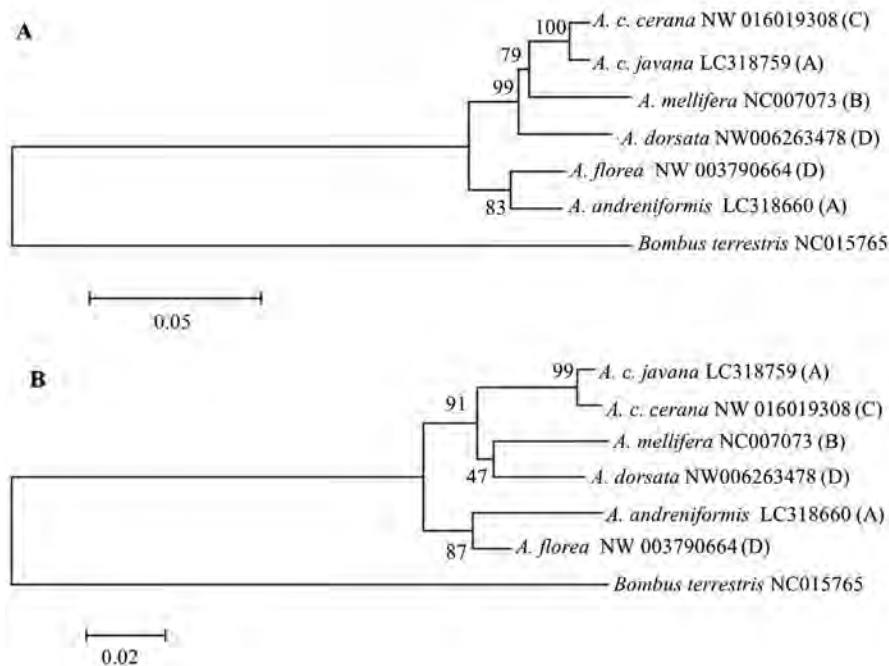 A
100 A. c. cerana NW 016019308 (C)
79 A. c. javana LC318759 (A)
99 A. mellifera NC007073 (B)
A. dorsata NW006263478 (D)
A. florea NW 003790664 (D)
83 A. andreniformis LC318660 (A)
Bombus terrestris NC015765
0.05
B
99 A. c. javana LC318759 (A)
91 A. c. cerana NW 016019308 (C)
A. mellifera NC007073 (B)
47 A. dorsata NW006263478 (D)
A. andreniformis LC318660 (A)
87 A. florea NW 003790664 (D)
Bombus terrestris NC015765
0.02